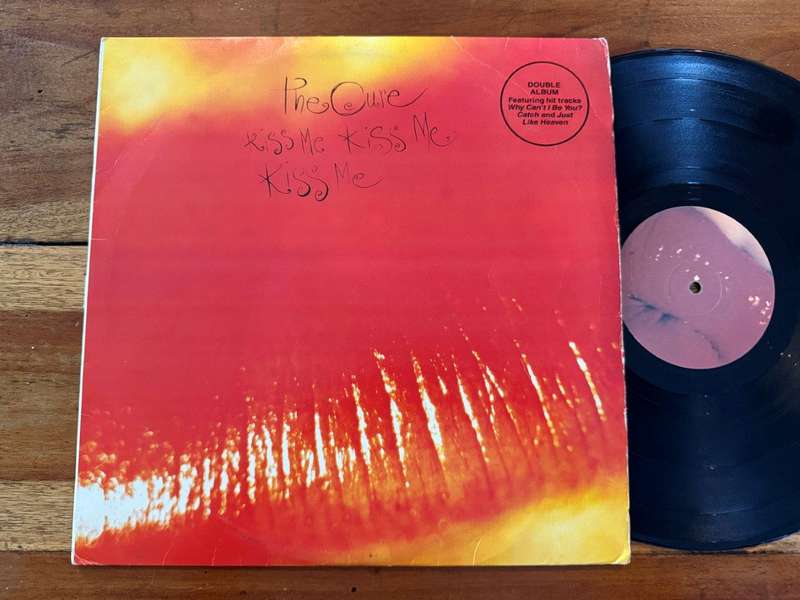 The Cure
Kiss Me Kiss Me
Kiss Me
DOUBLE
ALBUM
Featuring hit tracks
Why Can't I Be You?
Catch and Just
Like Heaven